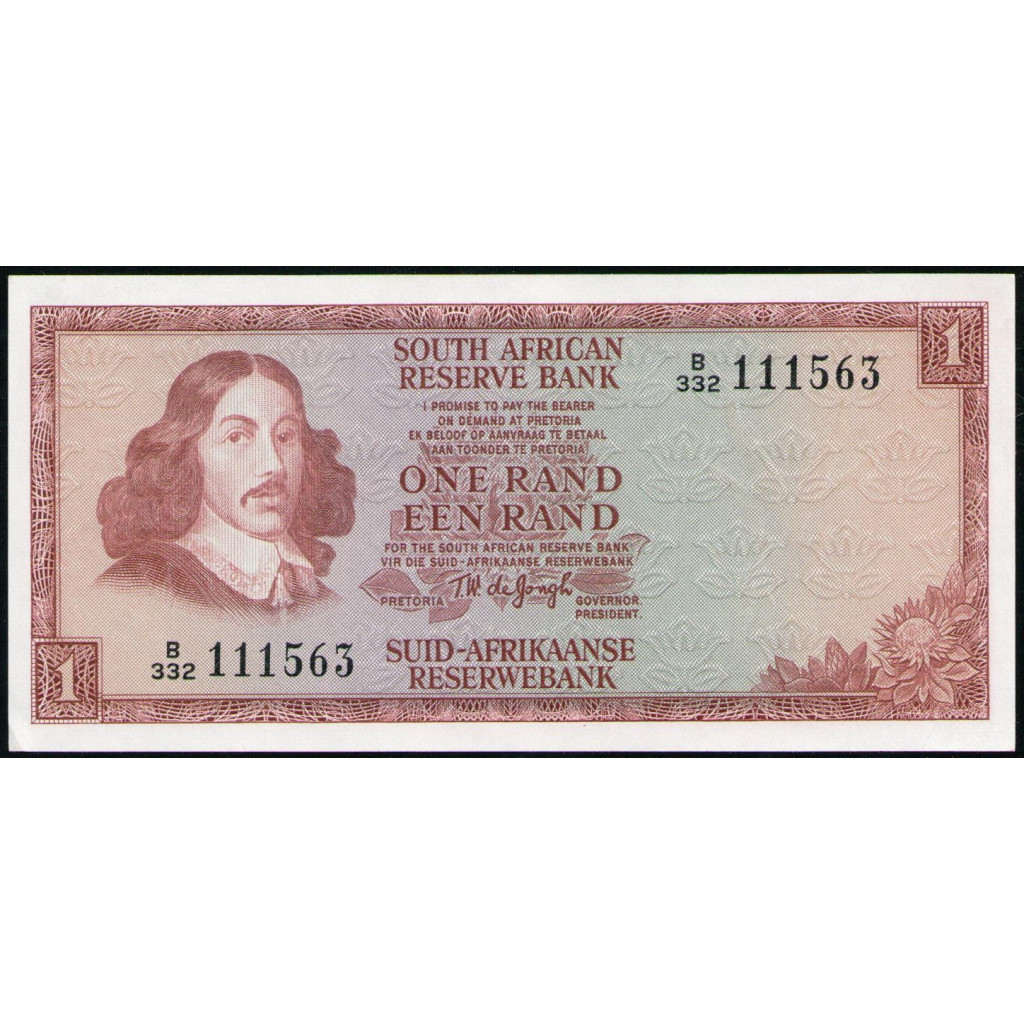 SOUTH AFRICAN
RESERVE BANK
B
332 111563
1
I PROMISE TO PAY THE BEARER
ON DEMAND AT PRETORIA
EK BELOOF OP AANVRAAG TE BETAAL
AAN TOONDER TE PRETORIA
ONE RAND
EEN RAND
FOR THE SOUTH AFRICAN RESERVE BANK
VIR DIE SUID-AFRIKAANSE RESERWEBANK
T.W. de Jongh
PRETORIA GOVERNOR
PRESIDENT.
1
B
332 111563
SUID-AFRIKAANSE
RESERWEBANK